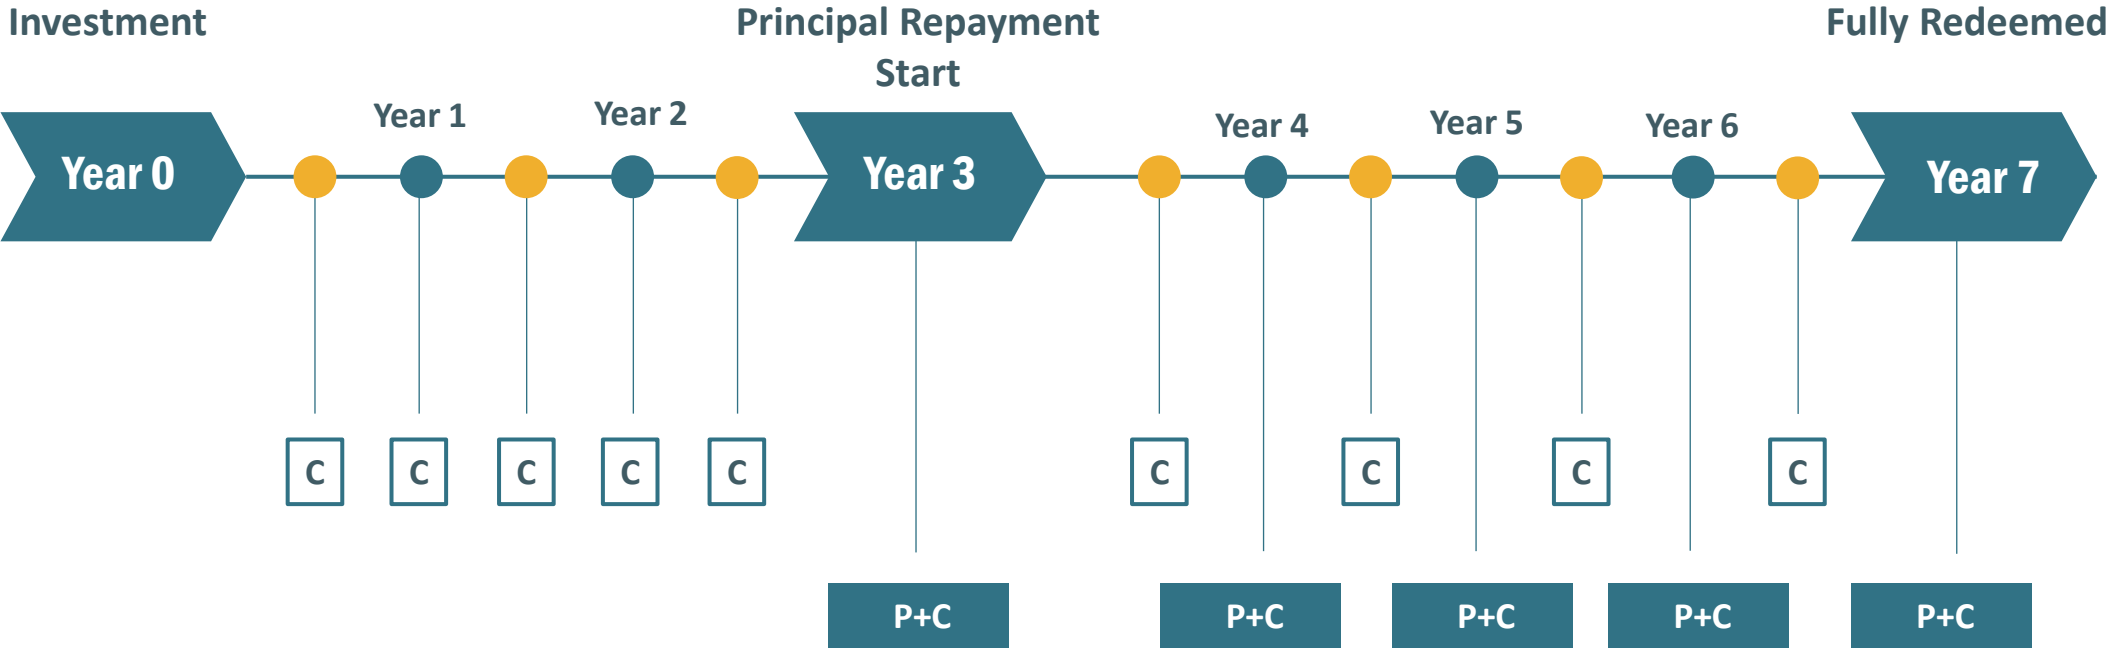 Investment
Principal Repayment
Start
Fully Redeemed
Year 0
Year 1
Year 2
Year 3
Year 4
Year 5
Year 6
Year 7
C
C
C
C
C
C
C
C
C
P+C
P+C
P+C
P+C
P+C